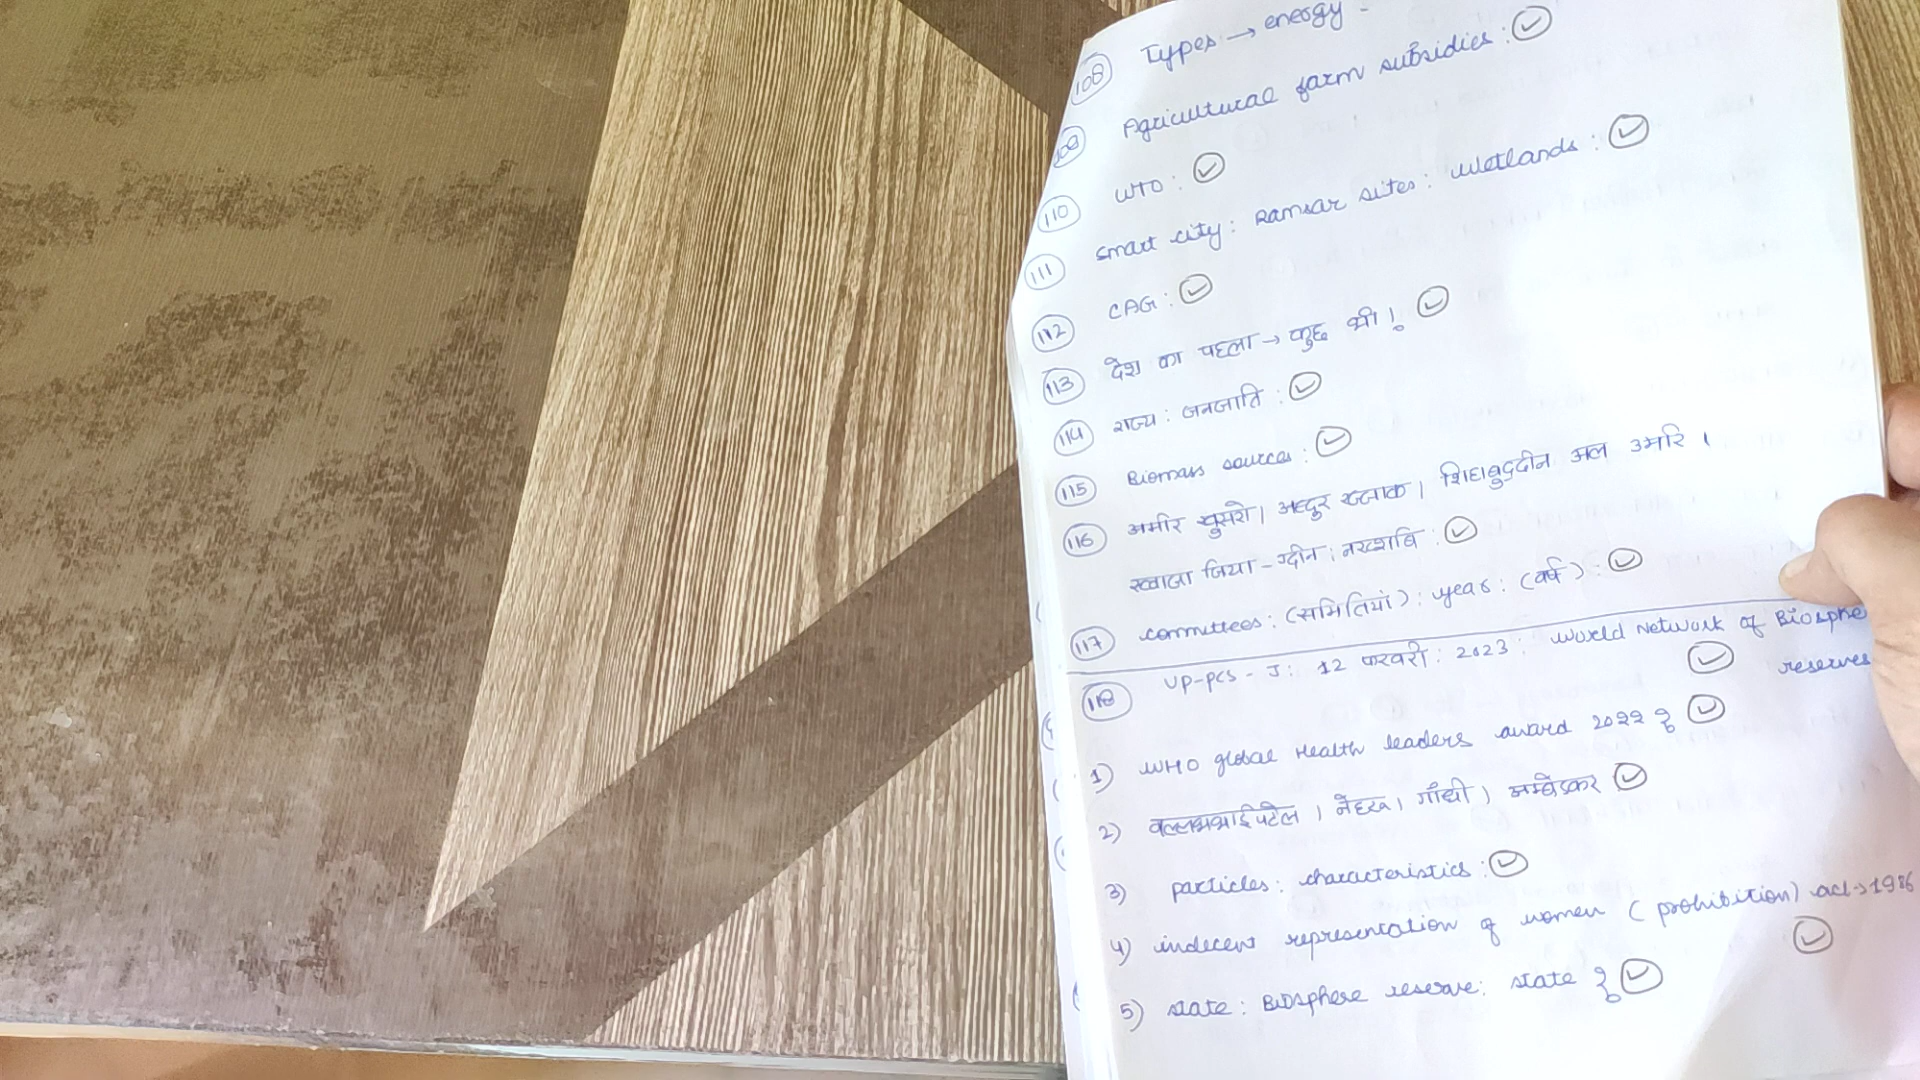 108 Types → energy -
109 Agricultural farm subsidies :
110 WTO :
111 smart city : Ramsar sites : wetlands :
112 CAG :
113 देश का पहला → कुछ भी ।
114 राज्य : जनजाति :
115 Biomass sources :
116 अमीर खुसरो । अब्दुर रज्जाक । शिहाबुद्दीन अल उमरि ।
ख्वाजा जिया-उद्दीन ; नख्शबि :
117 committees : (समितियां) : year : (वर्ष) :
118 UP-PCS-J : 12 फरवरी : 2023 : World Network of Biosphe
reserves
1) WHO global Health leaders award 2022 ?
2) वल्लभभाई पटेल । नेहरू । गाँधी । अम्बेडकर
3) particles : characteristics :
4) indecent representation of women (prohibition) act → 1986
5) state : Biosphere reserve : state ?